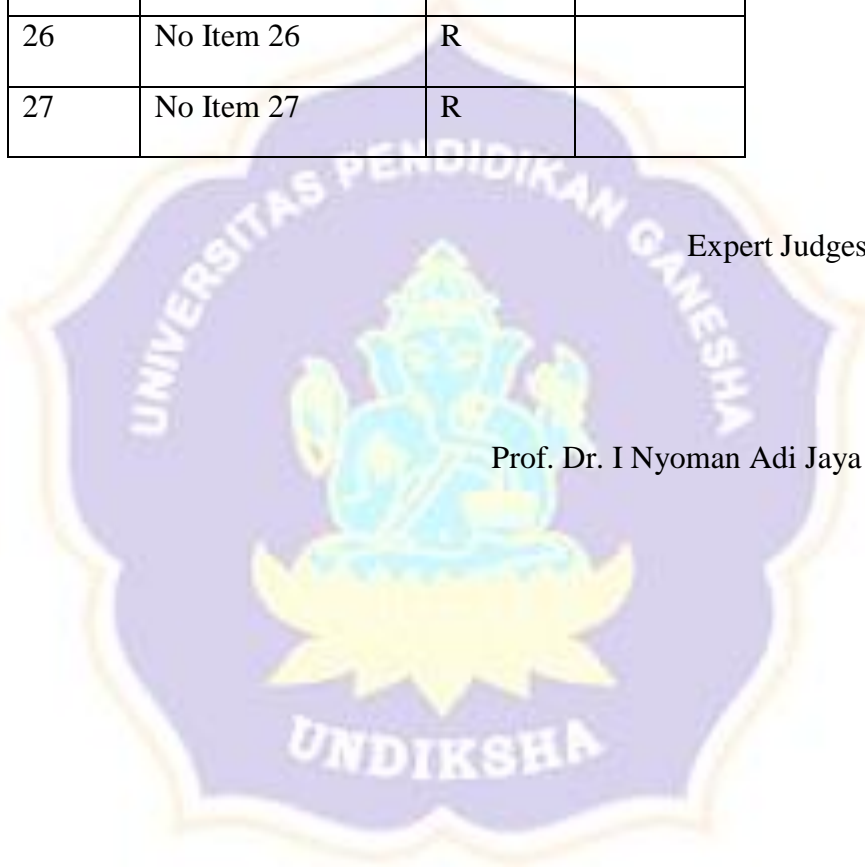 26 No Item 26 R
27 No Item 27 R
UNIVERSITAS PENDIDIKAN GANESHA
Expert Judges
Prof. Dr. I Nyoman Adi Jaya
UNDIKSHA